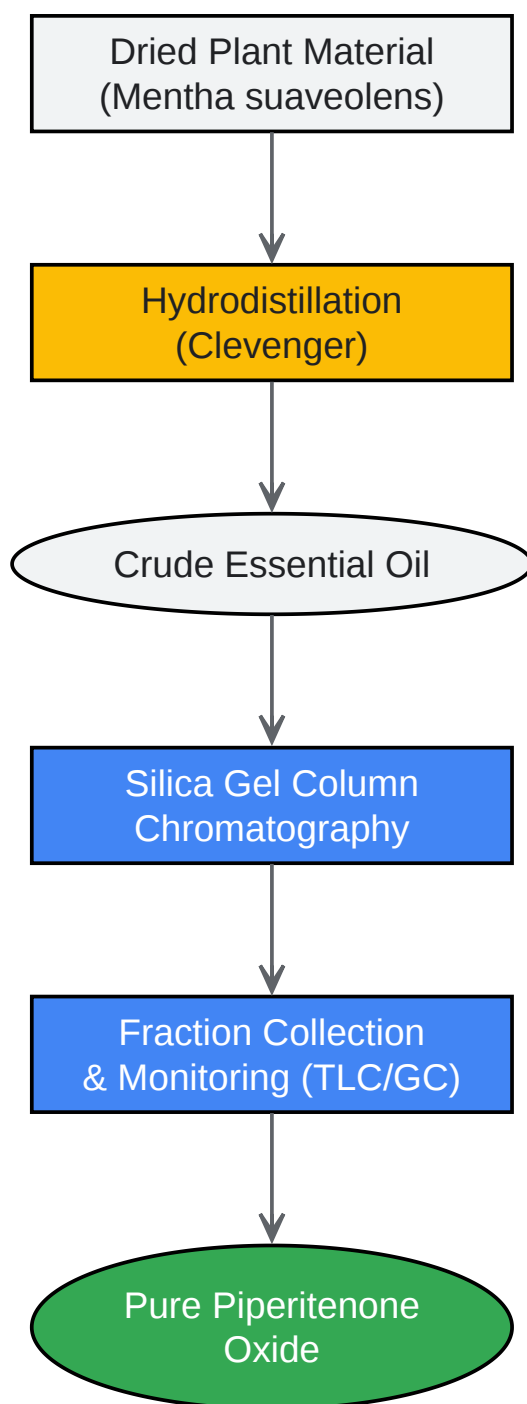 Dried Plant Material
(Mentha suaveolens)
Hydrodistillation
(Clevenger)
Crude Essential Oil
Silica Gel Column
Chromatography
Fraction Collection
& Monitoring (TLC/GC)
Pure Piperitenone
Oxide